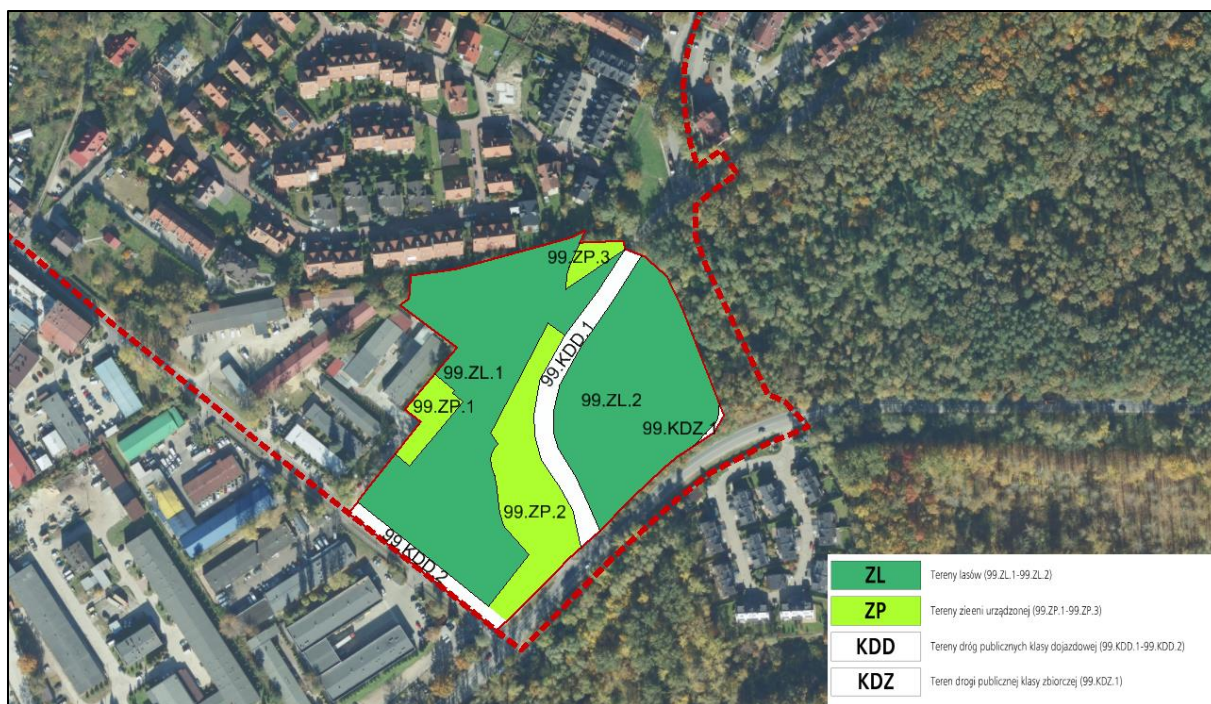 99.ZP.3
99.KDD.1
99.ZL.1
99.ZP.1
99.ZL.2
99.KDZ.1
99.ZP.2
99.KDD.2
ZL Tereny lasów (99.ZL.1-99.ZL.2)
ZP Tereny zieleni urządzonej (99.ZP.1-99.ZP.3)
KDD Tereny dróg publicznych klasy dojazdowej (99.KDD.1-99.KDD.2)
KDZ Teren drogi publicznej klasy zbiorczej (99.KDZ.1)